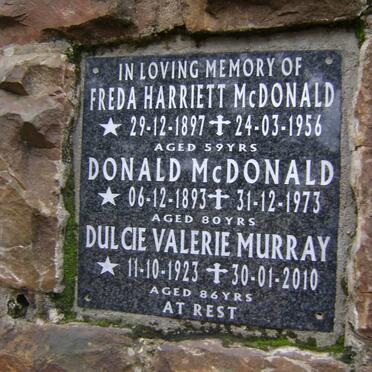 IN LOVING MEMORY OF
FREDA HARRIETT McDONALD
★ 29-12-1897 ✝ 24-03-1956
AGED 59YRS
DONALD McDONALD
★ 06-12-1893 ✝ 31-12-1973
AGED 80YRS
DULCIE VALERIE MURRAY
★ 11-10-1923 ✝ 30-01-2010
AGED 86YRS
AT REST